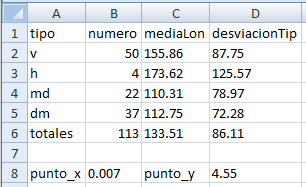 A B C D
1 tipo numero mediaLon desviacionTip
2 v 50 155.86 87.75
3 h 4 173.62 125.57
4 md 22 110.31 78.97
5 dm 37 112.75 72.28
6 totales 113 133.51 86.11
7
8 punto_x 0.007 punto_y 4.55